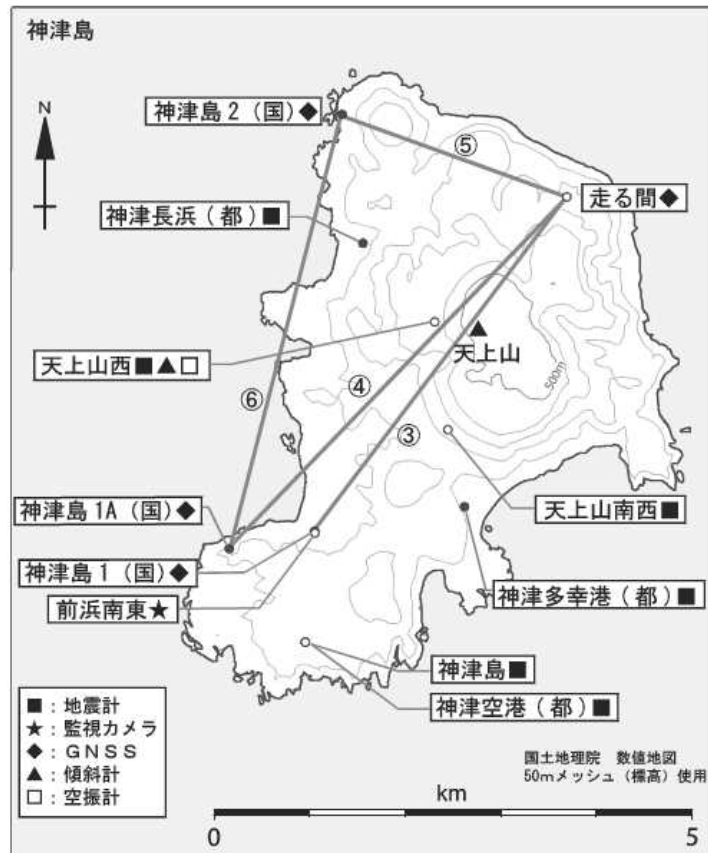 神津島
N
神津島2（国）◆
⑤
走る間◆
神津長浜（都）■
天上山西■▲□
天上山
500m
⑥
④
③
神津島1A（国）◆
天上山南西■
神津島1（国）◆
前浜南東★
神津多幸港（都）■
神津島■
神津空港（都）■
■：地震計
★：監視カメラ
◆：GNSS
▲：傾斜計
□：空振計
国土地理院　数値地図
50mメッシュ（標高）使用
km
0
5